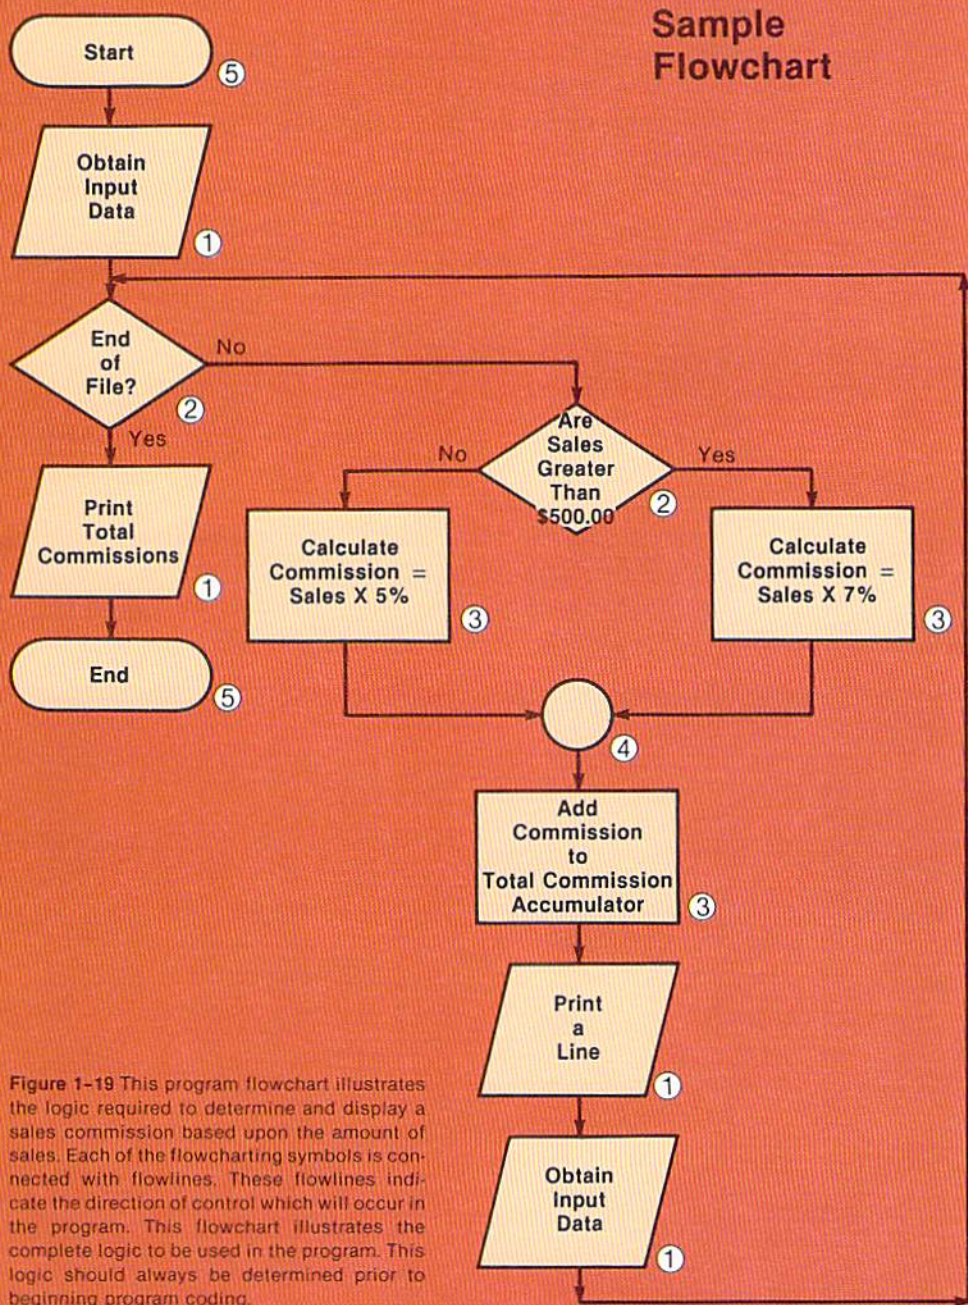 Sample
Flowchart
Start
5
Obtain
Input
Data
1
End
of
File?
2
No
Yes
Print
Total
Commissions
1
End
5
Are
Sales
Greater
Than
$500.00
2
No
Yes
Calculate
Commission =
Sales X 5%
3
Calculate
Commission =
Sales X 7%
3
4
Add
Commission
to
Total Commission
Accumulator
3
Print
a
Line
1
Obtain
Input
Data
1
Figure 1-19 This program flowchart illustrates
the logic required to determine and display a
sales commission based upon the amount of
sales. Each of the flowcharting symbols is con-
nected with flowlines. These flowlines indi-
cate the direction of control which will occur in
the program. This flowchart illustrates the
complete logic to be used in the program. This
logic should always be determined prior to
beginning program coding.